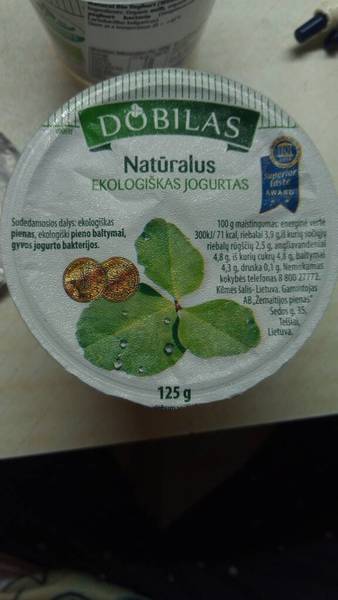 DOBILAS
Natūralus
EKOLOGIŠKAS JOGURTAS
Superior
taste
AWARD
Sudedamosios dalys: ekologiškas
pienas, ekologiški pieno baltymai,
gyvos jogurto bakterijos.
100 g maistingumas: energinė vertė
300kJ/ 71 kcal, riebalai 3,9 g, iš kurių sočiųjų
riebalų rūgščių 2,5 g, angliavandeniai
4,8 g, iš kurių cukrų 4,8 g, baltymai
4,3 g, druska 0,1 g. Nemokamas
kokybės telefonas 8 800 27772.
Kilmės šalis- Lietuva. Gamintojas
AB „Žemaitijos pienas"
Sedos g. 35,
Telšiai,
Lietuva.
125 g